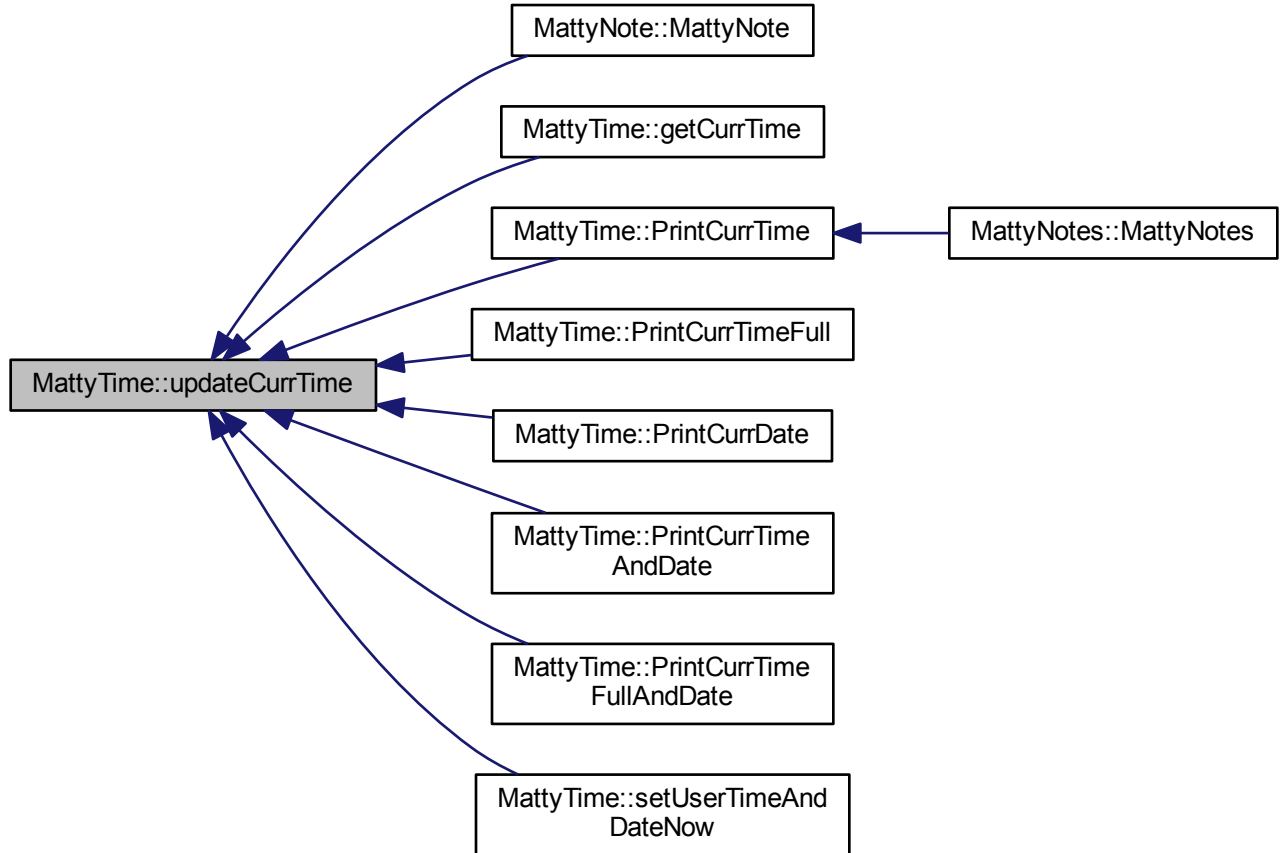 MattyNote::MattyNote
MattyTime::getCurrTime
MattyTime::PrintCurrTime
MattyNotes::MattyNotes
MattyTime::PrintCurrTimeFull
MattyTime::updateCurrTime
MattyTime::PrintCurrDate
MattyTime::PrintCurrTime
AndDate
MattyTime::PrintCurrTime
FullAndDate
MattyTime::setUserTimeAnd
DateNow